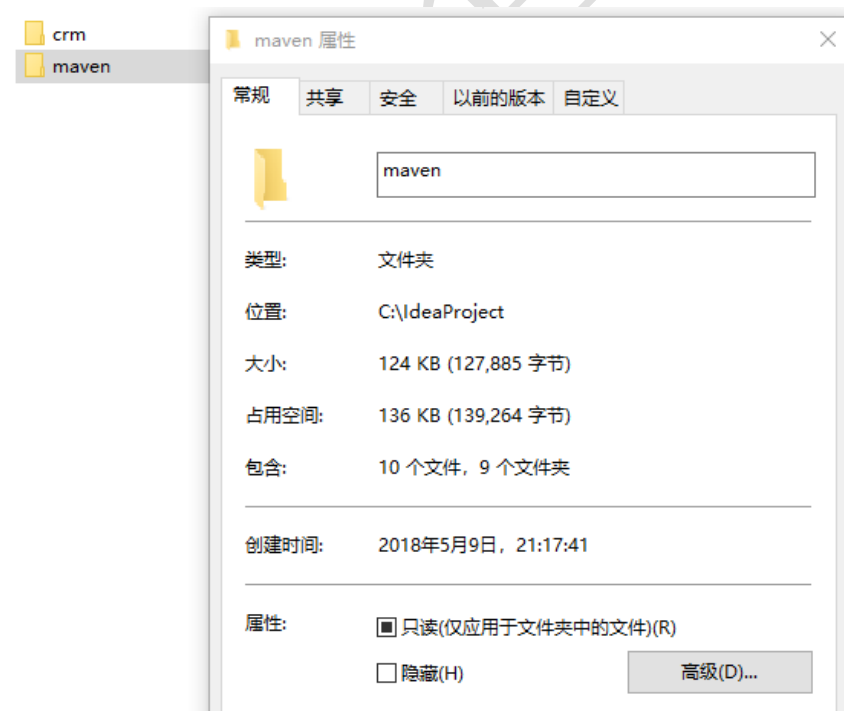 crm
maven
maven 属性
常规 共享 安全 以前的版本 自定义
maven
类型: 文件夹
位置: C:\IdeaProject
大小: 124 KB (127,885 字节)
占用空间: 136 KB (139,264 字节)
包含: 10 个文件，9 个文件夹
创建时间: 2018年5月9日，21:17:41
属性: 只读(仅应用于文件夹中的文件)(R)
隐藏(H) 高级(D)...